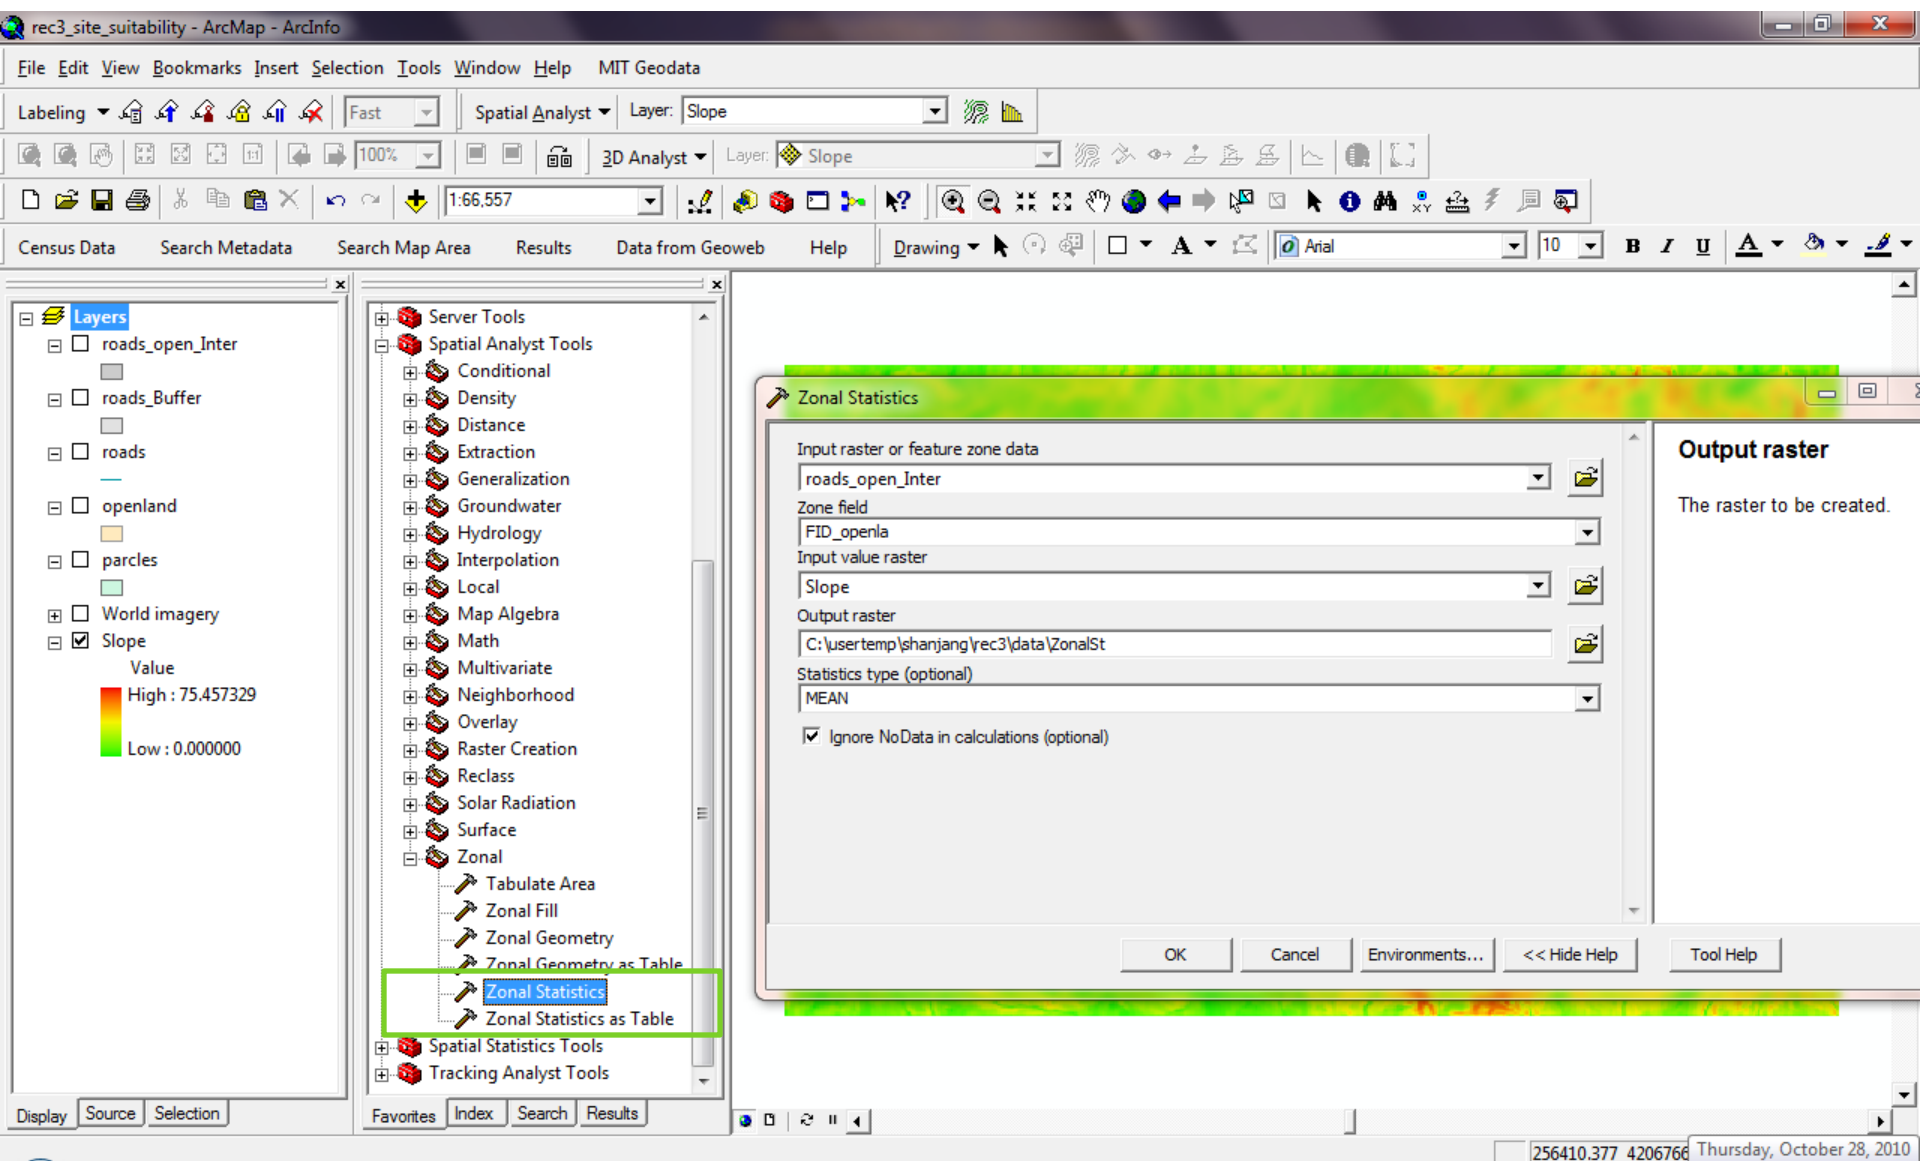 rec3_site_suitability - ArcMap - ArcInfo
File Edit View Bookmarks Insert Selection Tools Window Help MIT Geodata
Labeling Fast Spatial Analyst Layer: Slope
100% 3D Analyst Layer: Slope
1:66,557
Census Data Search Metadata Search Map Area Results Data from Geoweb Help Drawing A Arial 10 B I U A
Layers
roads_open_Inter
roads_Buffer
roads
openland
parcles
World imagery
Slope
Value
High : 75.457329
Low : 0.000000
Display Source Selection
Server Tools
Spatial Analyst Tools
Conditional
Density
Distance
Extraction
Generalization
Groundwater
Hydrology
Interpolation
Local
Map Algebra
Math
Multivariate
Neighborhood
Overlay
Raster Creation
Reclass
Solar Radiation
Surface
Zonal
Tabulate Area
Zonal Fill
Zonal Geometry
Zonal Geometry as Table
Zonal Statistics
Zonal Statistics as Table
Spatial Statistics Tools
Tracking Analyst Tools
Favorites Index Search Results
Zonal Statistics
Input raster or feature zone data
roads_open_Inter
Zone field
FID_openla
Input value raster
Slope
Output raster
C:\usertemp\shanjang\rec3\data\ZonalSt
Statistics type (optional)
MEAN
Ignore NoData in calculations (optional)
OK Cancel Environments... << Hide Help Tool Help
Output raster
The raster to be created.
256410.377 4206766
Thursday, October 28, 2010